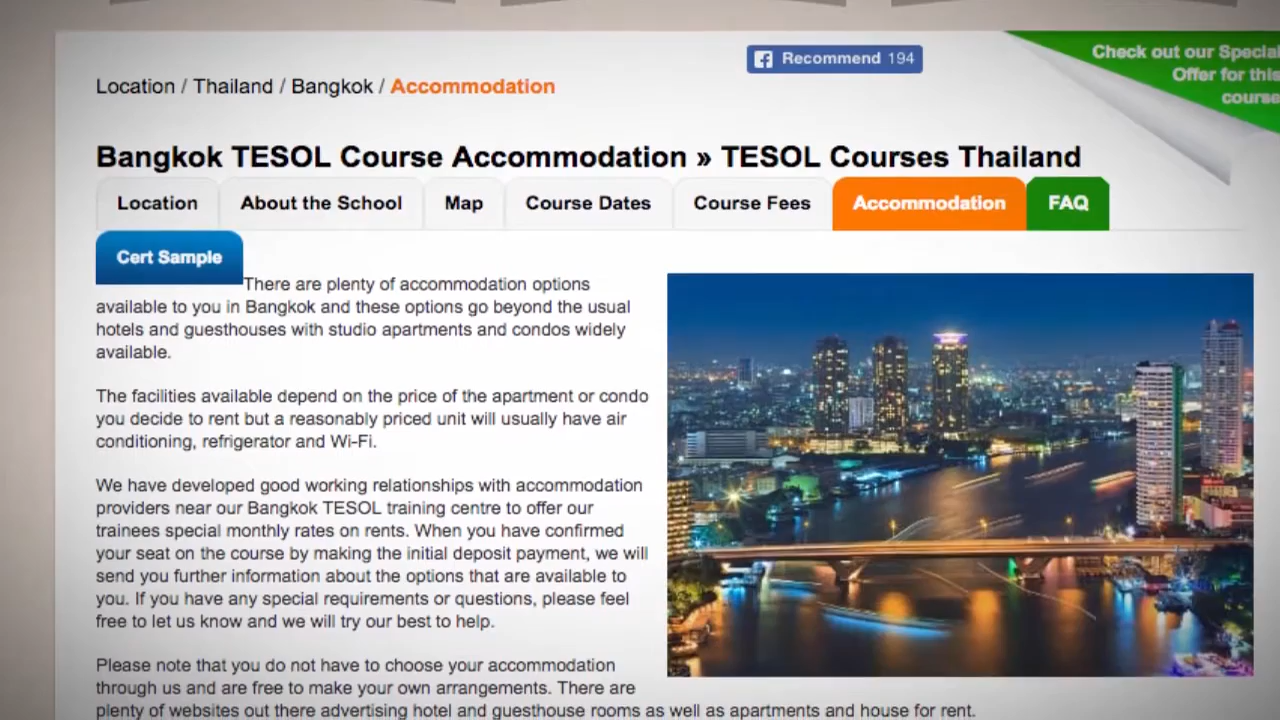 Recommend 194
Check out our Special
Offer for this
course
Location / Thailand / Bangkok / Accommodation
Bangkok TESOL Course Accommodation » TESOL Courses Thailand
Location About the School Map Course Dates Course Fees Accommodation FAQ
Cert Sample
There are plenty of accommodation options
available to you in Bangkok and these options go beyond the usual
hotels and guesthouses with studio apartments and condos widely
available.
The facilities available depend on the price of the apartment or condo
you decide to rent but a reasonably priced unit will usually have air
conditioning, refrigerator and Wi-Fi.
We have developed good working relationships with accommodation
providers near our Bangkok TESOL training centre to offer our
trainees special monthly rates on rents. When you have confirmed
your seat on the course by making the initial deposit payment, we will
send you further information about the options that are available to
you. If you have any special requirements or questions, please feel
free to let us know and we will try our best to help.
Please note that you do not have to choose your accommodation
through us and are free to make your own arrangements. There are
plenty of websites out there advertising hotel and guesthouse rooms as well as apartments and house for rent.